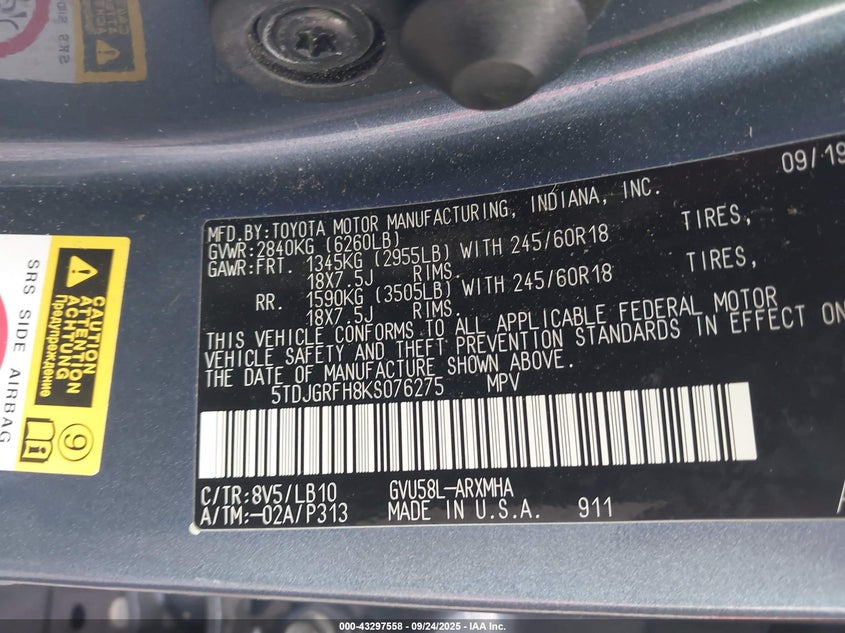 09/19
MFD.BY:TOYOTA MOTOR MANUFACTURING, INDIANA, INC.
GVWR:2840KG (6260LB)
GAWR:FRT. 1345KG (2955LB) WITH 245/60R18 TIRES,
18X7.5J RIMS.
RR. 1590KG (3505LB) WITH 245/60R18 TIRES,
18X7.5J RIMS.
THIS VEHICLE CONFORMS TO ALL APPLICABLE FEDERAL MOTOR
VEHICLE SAFETY AND THEFT PREVENTION STANDARDS IN EFFECT ON
THE DATE OF MANUFACTURE SHOWN ABOVE.
5TDJGRFH8KS076275 MPV
C/TR:8V5/LB10 GVU58L-ARXMHA
A/TM:-02A/P313 MADE IN U.S.A. 911
CAUTION
ATTENTION
ACHTUNG
Предупреждение
SRS SIDE AIRBAG
9
000-43297558 - 09/24/2025 - IAA Inc.